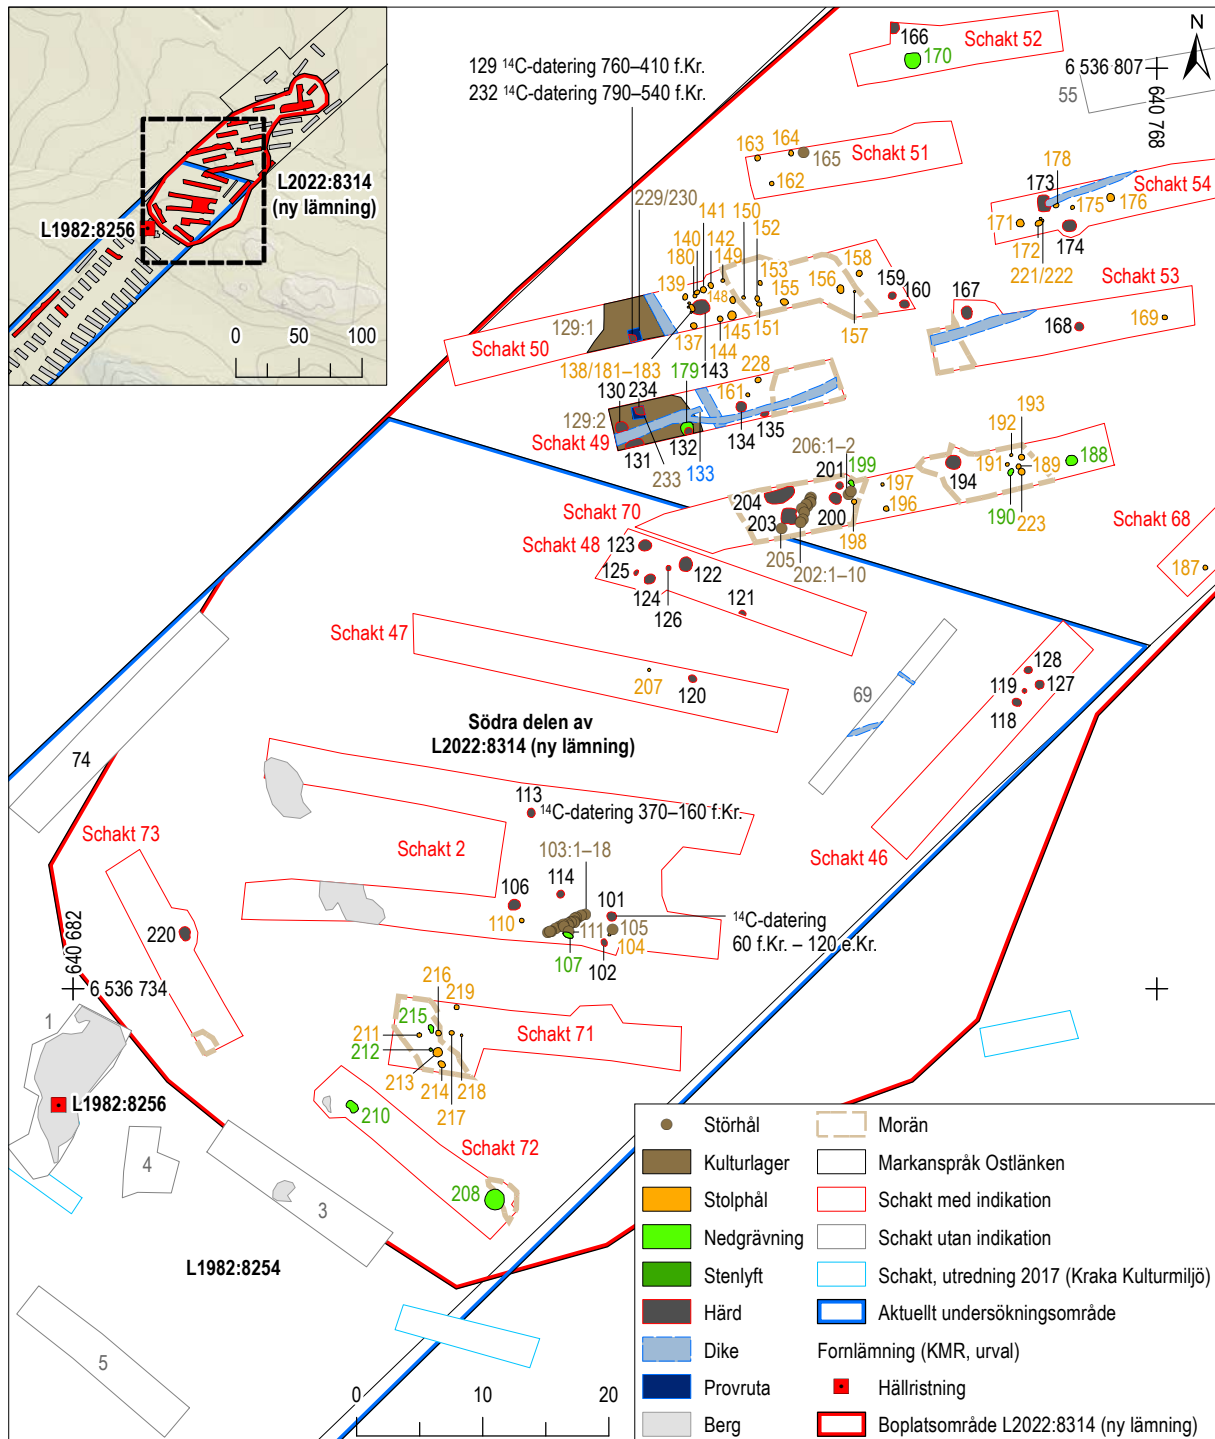 L2022:8314
(ny lämning)
L1982:8256
0 50 100
129 ¹⁴C-datering 760–410 f.Kr.
232 ¹⁴C-datering 790–540 f.Kr.
166
170
Schakt 52
N
6 536 807
640 768
55
163
164
165
Schakt 51
162
178
173
Schakt 54
175
176
171
172
174
221/222
229/230
141
150
140
142
152
180
149
153
158
139
148
155
156
159
160
129:1
145
151
157
137
144
Schakt 50
138/181–183
143
167
Schakt 53
168
169
179
228
130
234
161
129:2
134
135
Schakt 49
132
131
233
133
206:1–2
199
201
197
196
204
203
200
198
205
202:1–10
Schakt 70
192
193
191
189
188
194
190
223
Schakt 68
187
Schakt 48
123
125
122
124
126
121
Schakt 47
207
120
69
128
119
127
118
Schakt 46
Södra delen av
L2022:8314 (ny lämning)
74
Schakt 73
220
640 682
6 536 734
113
¹⁴C-datering 370–160 f.Kr.
Schakt 2
103:1–18
114
106
101
110
111
105
104
107
102
¹⁴C-datering
60 f.Kr. – 120 e.Kr.
216
219
215
211
212
213
214
218
217
Schakt 71
210
Schakt 72
208
1
L1982:8256
4
3
L1982:8254
5
0 10 20
Störhål
Kulturlager
Stolphål
Nedgrävning
Stenlyft
Härd
Dike
Provruta
Berg
Morän
Markanspråk Ostlänken
Schakt med indikation
Schakt utan indikation
Schakt, utredning 2017 (Kraka Kulturmiljö)
Aktuellt undersökningsområde
Fornlämning (KMR, urval)
Hällristning
Boplatsområde L2022:8314 (ny lämning)